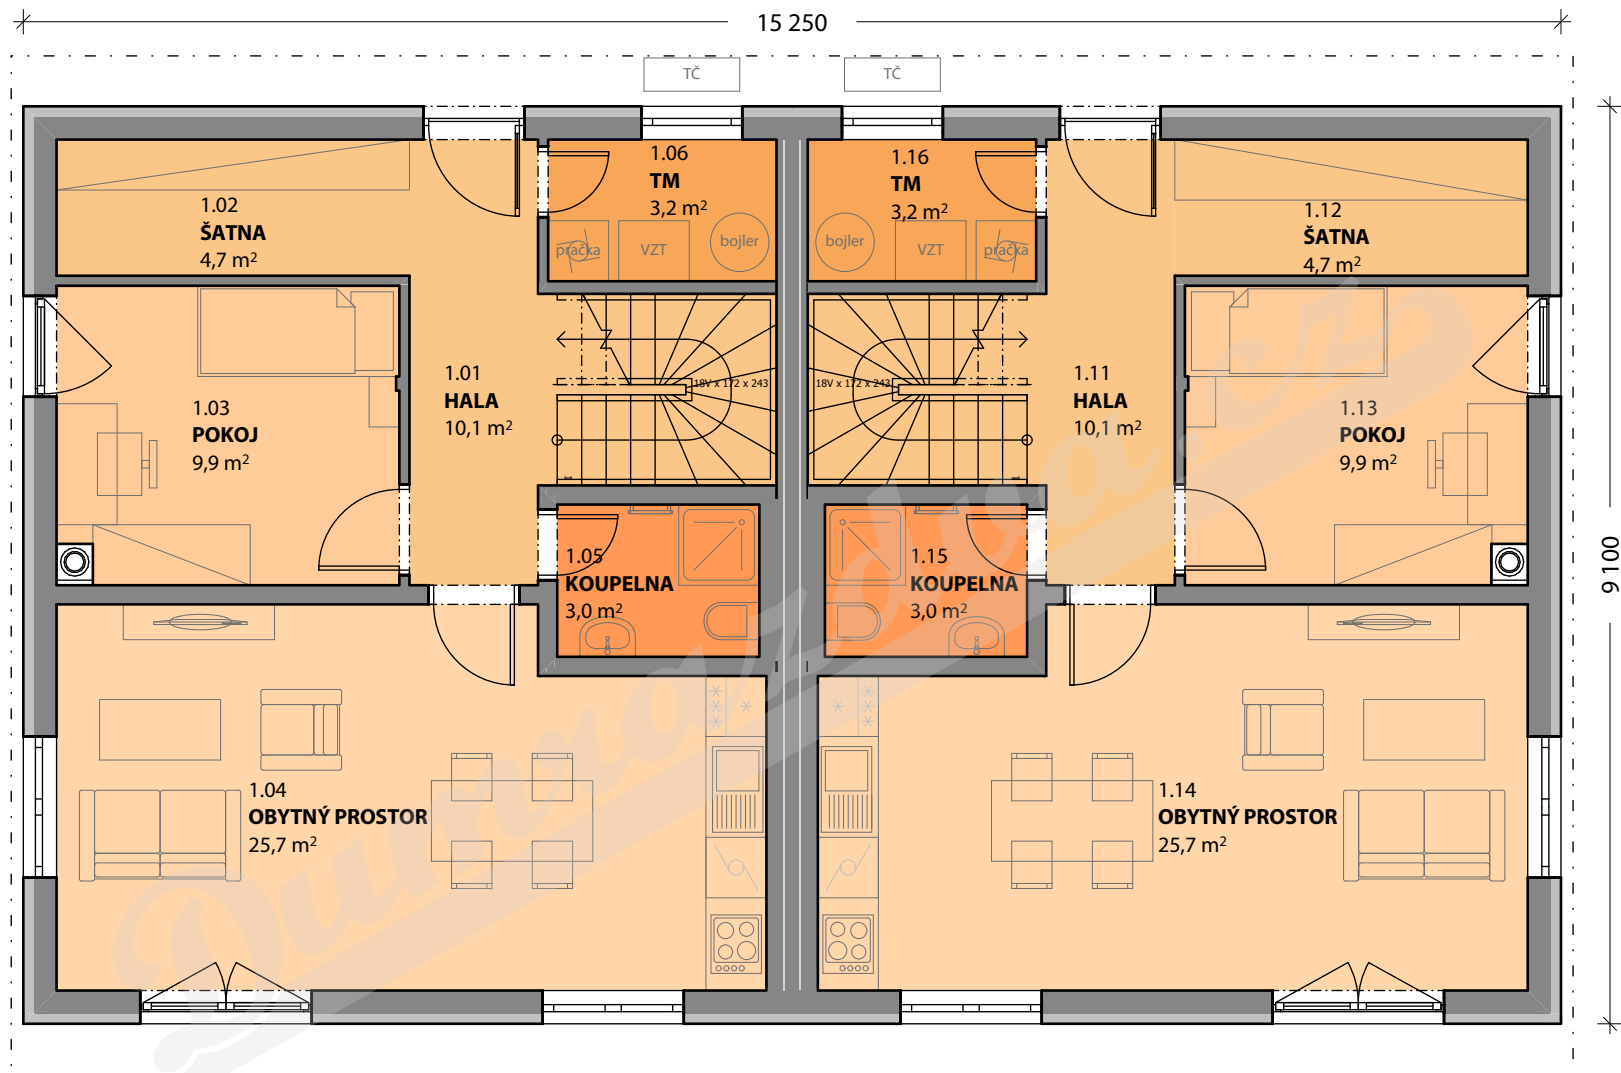 15 250
TČ
TČ
1.06
TM
3,2 m²
1.16
TM
3,2 m²
1.02
ŠATNA
4,7 m²
1.12
ŠATNA
4,7 m²
pračka
VZT
bojler
bojler
VZT
pračka
1.01
HALA
10,1 m²
1.11
HALA
10,1 m²
18V x 172 x 243
18V x 172 x 243
1.03
POKOJ
9,9 m²
1.13
POKOJ
9,9 m²
9 100
1.05
KOUPELNA
3,0 m²
1.15
KOUPELNA
3,0 m²
1.04
OBYTNÝ PROSTOR
25,7 m²
1.14
OBYTNÝ PROSTOR
25,7 m²
Dumrazdva.cz